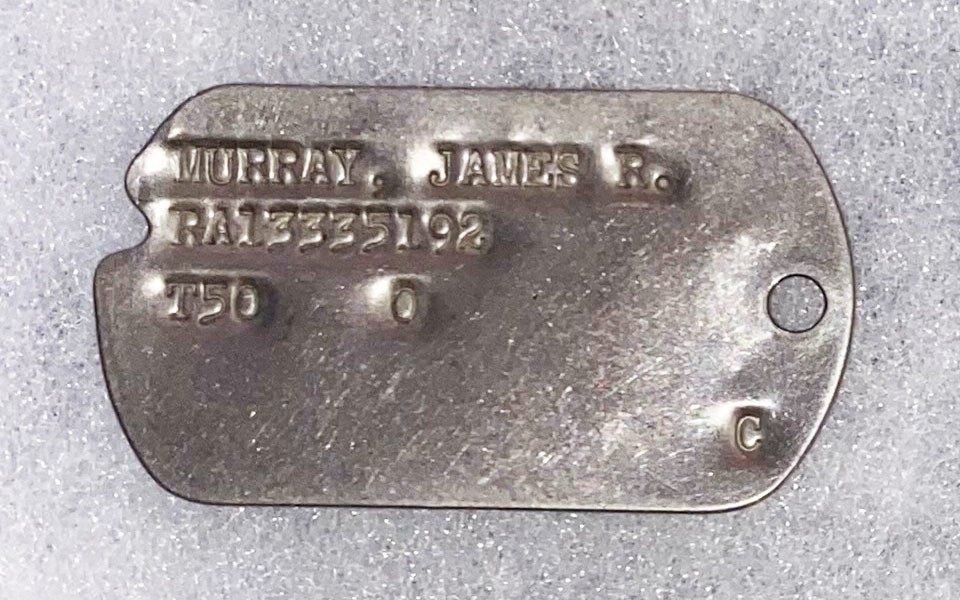 MURRAY, JAMES R.
RA13335192
T50 O
C